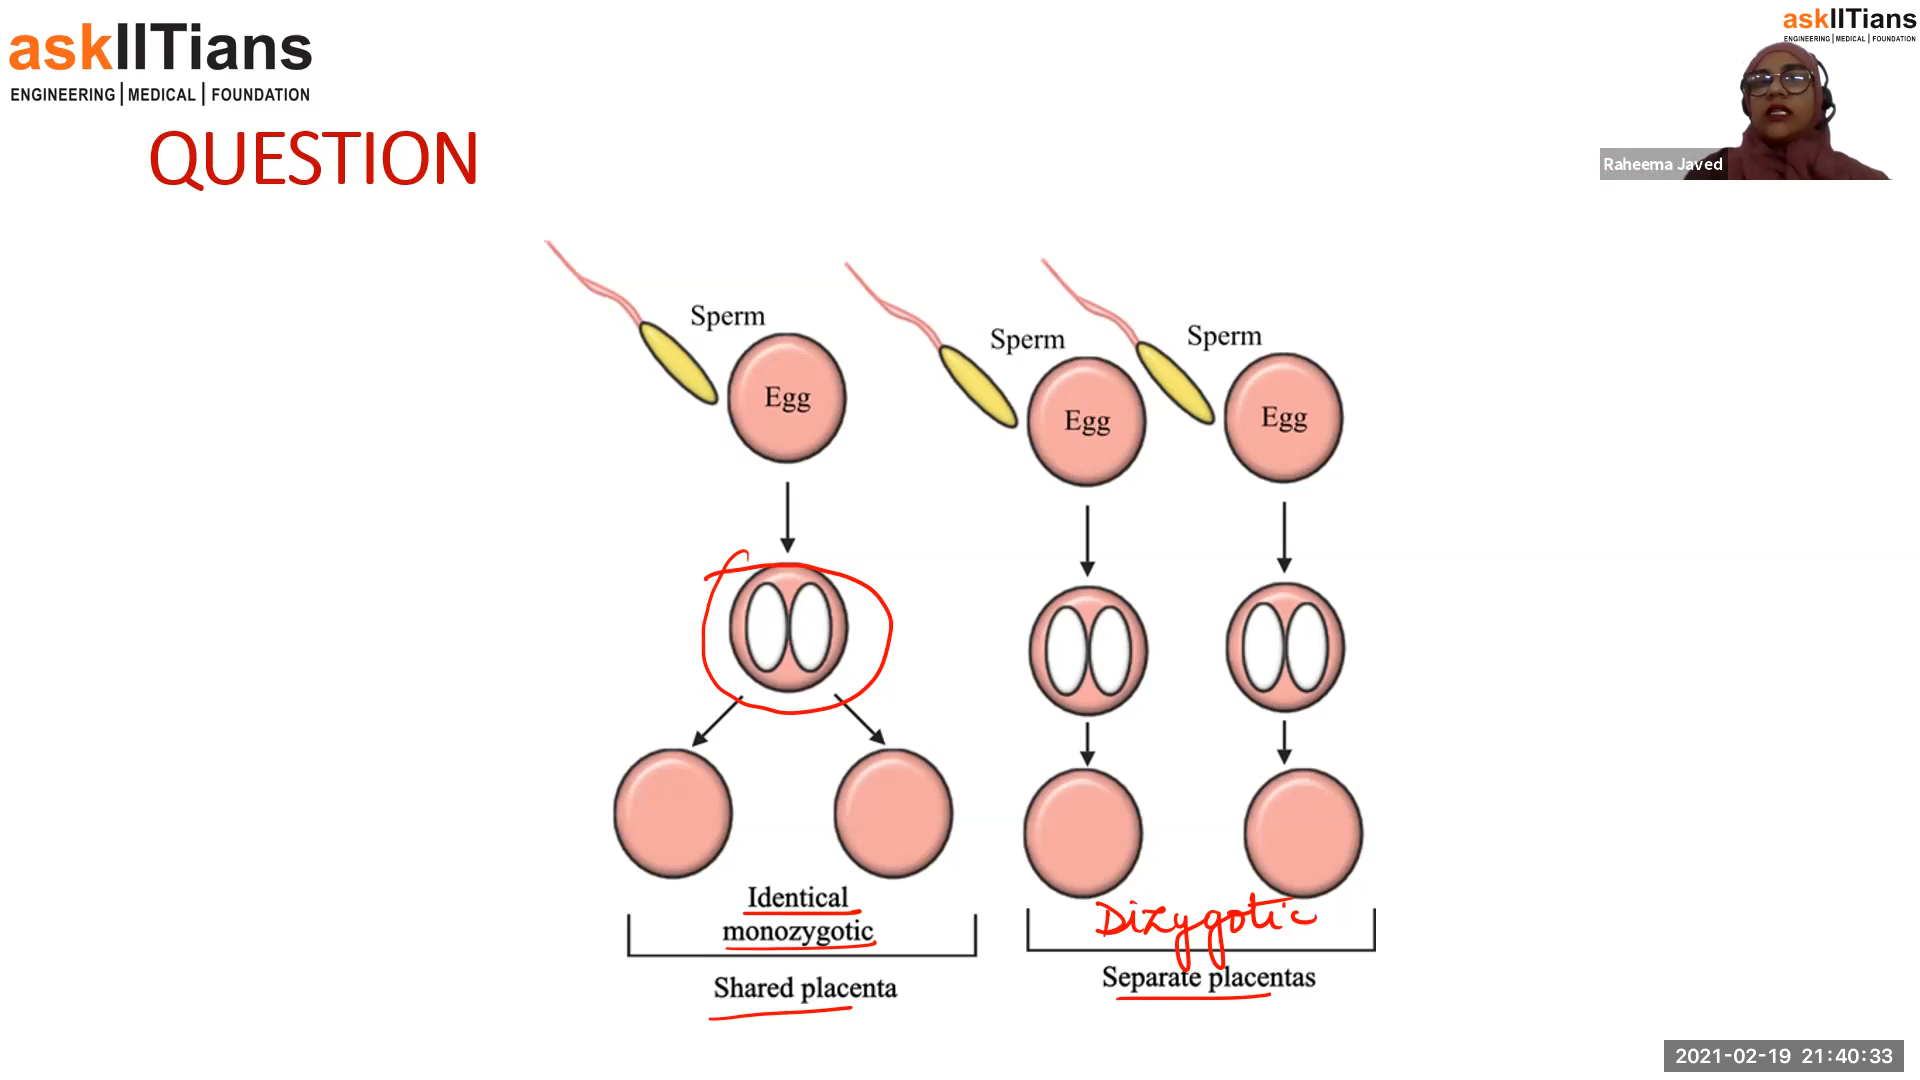 askIITians
ENGINEERING | MEDICAL | FOUNDATION
askIITians
ENGINEERING | MEDICAL | FOUNDATION
QUESTION
Raheema Javed
Sperm
Sperm
Sperm
Egg
Egg
Egg
Identical
monozygotic
Dizygotic
Shared placenta
Separate placentas
2021-02-19 21:40:33